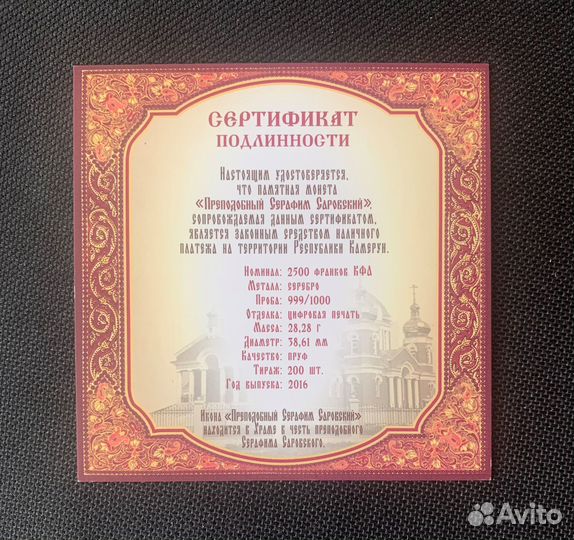 СЕРТИФИКАТ
ПОДЛИННОСТИ
Настоящим удостоверяется,
что памятная монета
«Преподобный Серафим Саровский»,
сопровождаемая данным сертификатом,
является законным средством наличного
платежа на территории Республики Камерун.
Номинал: 2500 франков КФА
Металл: серебро
Проба: 999/1000
Отделка: цифровая печать
Масса: 28,28 г
Диаметр: 38,61 мм
Качество: пруф
Тираж: 200 шт.
Год выпуска: 2016
Икона «Преподобный Серафим Саровский»
находится в Храме в честь преподобного
Серафима Саровского.
Avito